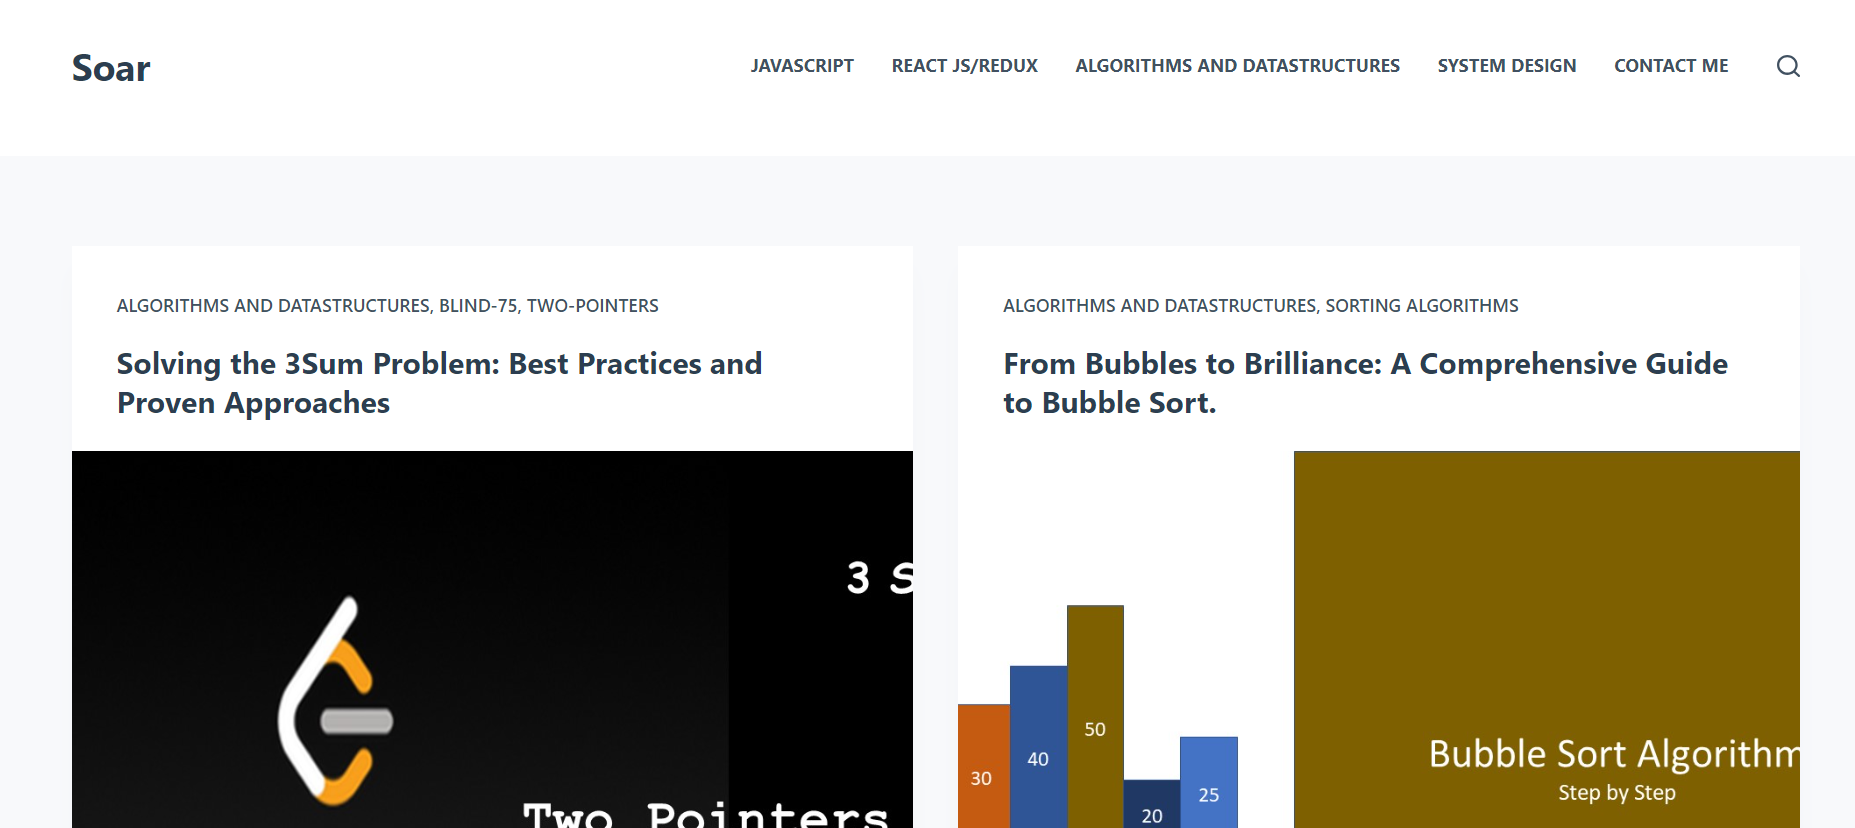 Soar
JAVASCRIPT
REACT JS/REDUX
ALGORITHMS AND DATASTRUCTURES
SYSTEM DESIGN
CONTACT ME
ALGORITHMS AND DATASTRUCTURES, BLIND-75, TWO-POINTERS
Solving the 3Sum Problem: Best Practices and
Proven Approaches
3 S
Two Pointers
ALGORITHMS AND DATASTRUCTURES, SORTING ALGORITHMS
From Bubbles to Brilliance: A Comprehensive Guide
to Bubble Sort.
30
40
50
20
25
Bubble Sort Algorithm
Step by Step